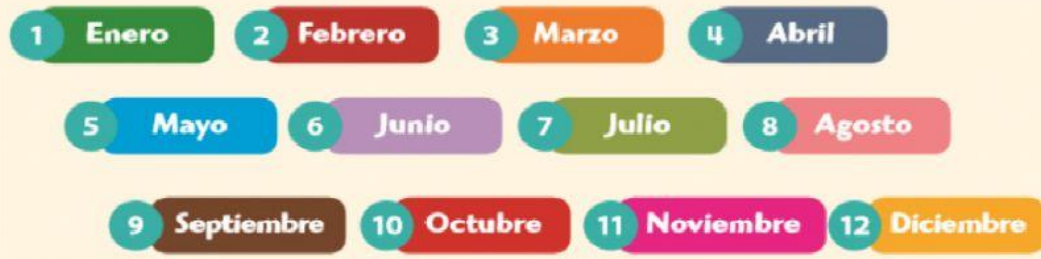 1 Enero 2 Febrero 3 Marzo 4 Abril
5 Mayo 6 Junio 7 Julio 8 Agosto
9 Septiembre 10 Octubre 11 Noviembre 12 Diciembre